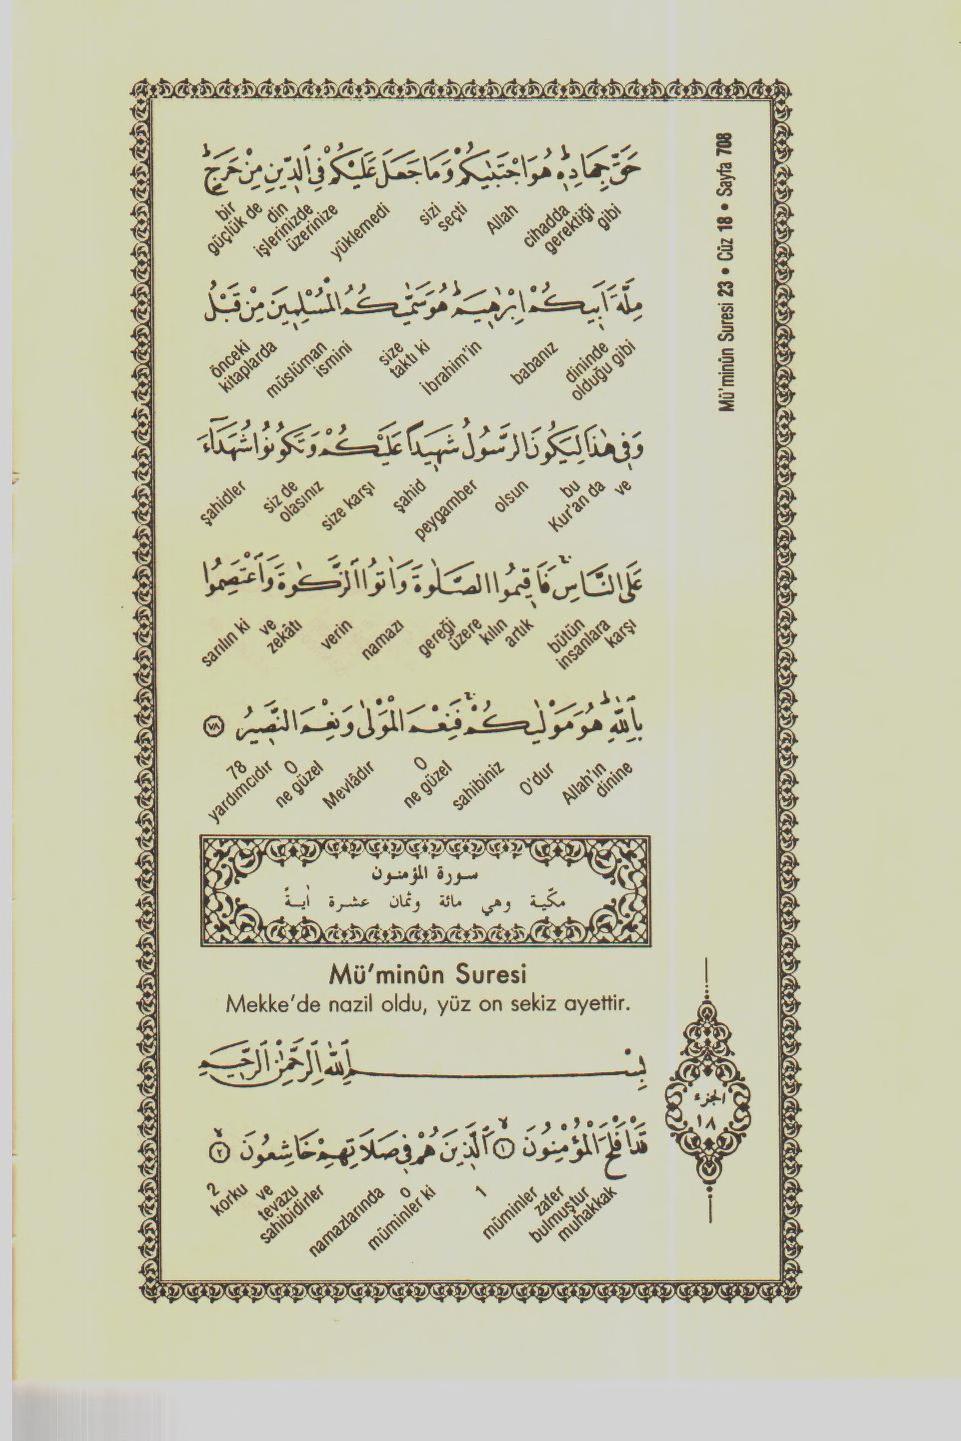 Mü'minûn Suresi 23 • Cüz 18 • Sayfa 708
حَقَّ جِهَادِهِ هُوَ اجْتَبٰيكُمْ وَمَا جَعَلَ عَلَيْكُمْ فِي الدِّينِ مِنْ حَرَجٍ
gibi cihadda gerektiği Allah seçti sizi yüklemedi üzerinize din işlerinizde bir güçlük de
مِلَّةَ اَبِيكُمْ اِبْرٰهِيمَ هُوَ سَمّٰيكُمُ الْمُسْلِمِينَ مِنْ قَبْلُ
dininde olduğu gibi babanız İbrahim'in size taktı ki ismini müslüman önceki kitaplarda
وَفِي هٰذَا لِيَكُونَ الرَّسُولُ شَهِيدًا عَلَيْكُمْ وَتَكُونُوا شُهَدَاءَ
ve bu Kur'an da olsun peygamber şahid size karşı siz de olasınız şahidler
عَلَى النَّاسِ فَاَقِيمُوا الصَّلٰوةَ وَاٰتُوا الزَّكٰوةَ وَاعْتَصِمُوا
karşı bütün insanlara artık kılın gereği üzere namazı verin ve zekâtı sarılın ki
بِاللّٰهِ هُوَ مَوْلٰيكُمْ فَنِعْمَ الْمَوْلٰى وَنِعْمَ النَّصِيرُ ﴿٧٨﴾
Allah'ın dinine O'dur sahibiniz O ne güzel Mevlâdır O ne güzel yardımcıdır 78
سورة المؤمنون
مكّية وهي مائة وثمان عشرة اٰيةً
Mü'minûn Suresi
Mekke'de nazil oldu, yüz on sekiz ayettir.
بِسْمِ اللّٰهِ الرَّحْمٰنِ الرَّحِيمِ
الجزء
١٨
قَدْ اَفْلَحَ الْمُؤْمِنُونَ ﴿١﴾ اَلَّذِينَ هُمْ فِي صَلَاتِهِمْ خَاشِعُونَ ﴿٢﴾
muhakkak zafer bulmuştur müminler 1 o müminler ki namazlarında ve tevazu sahibidirler korku 2